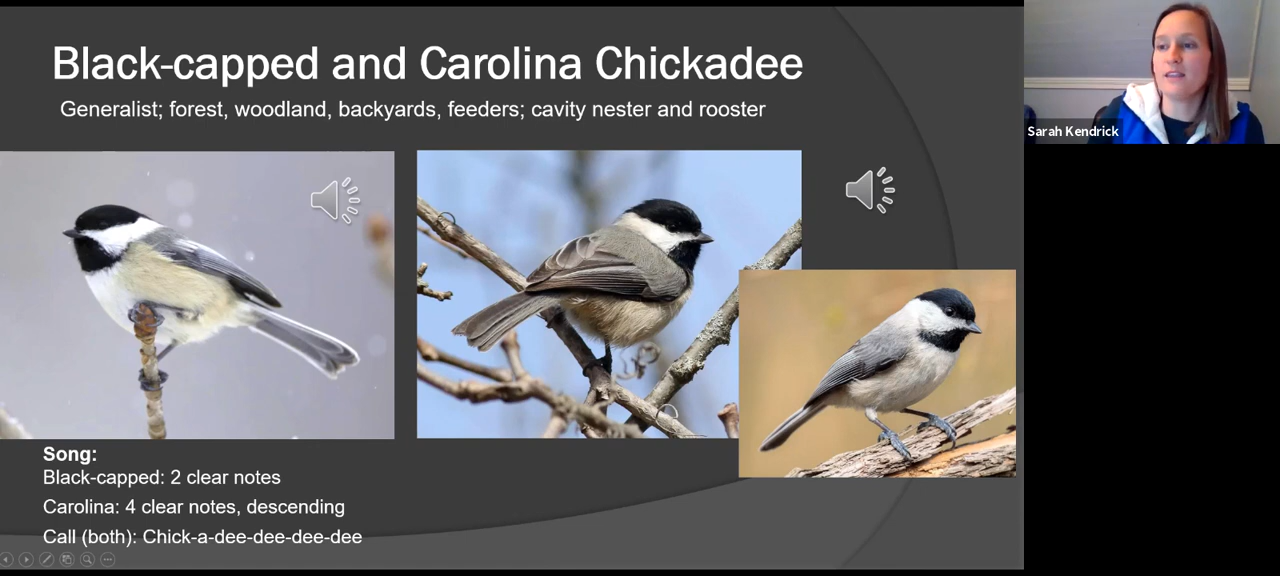 Black-capped and Carolina Chickadee
Generalist; forest, woodland, backyards, feeders; cavity nester and rooster
Sarah Kendrick
Song:
Black-capped: 2 clear notes
Carolina: 4 clear notes, descending
Call (both): Chick-a-dee-dee-dee-dee